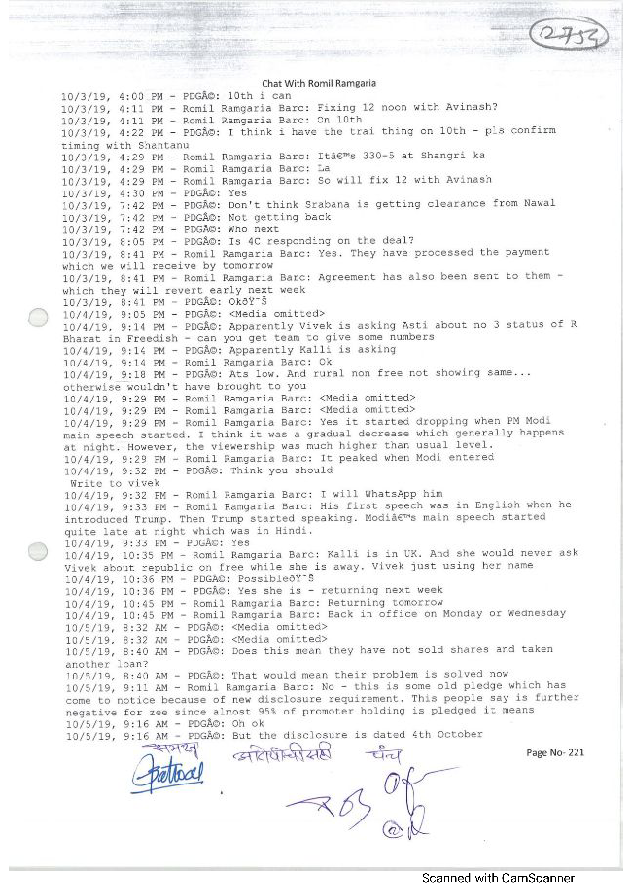 2754
Chat With Romil Ramgaria
10/3/19, 4:00 PM - PDGÂ©: 10th i can
10/3/19, 4:11 PM - Romil Ramgaria Barc: Fixing 12 noon with Avinash?
10/3/19, 4:11 PM - Romil Ramgaria Barc: On 10th
10/3/19, 4:22 PM - PDGÂ©: I think i have the trai thing on 10th - pls confirm
timing with Shantanu
10/3/19, 4:29 PM - Romil Ramgaria Barc: Itâ€™s 330-5 at Shangri ka
10/3/19, 4:29 PM - Romil Ramgaria Barc: La
10/3/19, 4:29 PM - Romil Ramgaria Barc: So will fix 12 with Avinash
10/3/19, 4:30 PM - PDGÂ©: Yes
10/3/19, 7:42 PM - PDGÂ©: Don't think Srabana is getting clearance from Nawal
10/3/19, 7:42 PM - PDGÂ©: Not getting back
10/3/19, 7:42 PM - PDGÂ©: Who next
10/3/19, 8:05 PM - PDGÂ©: Is 4C responding on the deal?
10/3/19, 8:41 PM - Romil Ramgaria Barc: Yes. They have processed the payment
which we will receive by tomorrow
10/3/19, 8:41 PM - Romil Ramgaria Barc: Agreement has also been sent to them -
which they will revert early next week
10/3/19, 8:41 PM - PDGÂ©: OkðŸ˜Š
10/4/19, 9:05 PM - PDGÂ©: <Media omitted>
10/4/19, 9:14 PM - PDGÂ©: Apparently Vivek is asking Asti about no 3 status of R
Bharat in Freedish - can you get team to give some numbers
10/4/19, 9:14 PM - PDGÂ©: Apparently Kalli is asking
10/4/19, 9:14 PM - Romil Ramgaria Barc: Ok
10/4/19, 9:18 PM - PDGÂ©: Ats low. And rural non free not showing same...
otherwise wouldn't have brought to you
10/4/19, 9:29 PM - Romil Ramgaria Barc: <Media omitted>
10/4/19, 9:29 PM - Romil Ramgaria Barc: <Media omitted>
10/4/19, 9:29 PM - Romil Ramgaria Barc: Yes it started dropping when PM Modi
main speech started. I think it was a gradual decrease which generally happens
at night. However, the viewership was much higher than usual level.
10/4/19, 9:29 PM - Romil Ramgaria Barc: It peaked when Modi entered
10/4/19, 9:32 PM - PDGÂ©: Think you should
Write to vivek
10/4/19, 9:32 PM - Romil Ramgaria Barc: I will WhatsApp him
10/4/19, 9:33 PM - Romil Ramgaria Barc: His first speech was in English when he
introduced Trump. Then Trump started speaking. Modiâ€™s main speech started
quite late at right which was in Hindi.
10/4/19, 9:33 PM - PDGÂ©: Yes
10/4/19, 10:35 PM - Romil Ramgaria Barc: Kalli is in UK. And she would never ask
Vivek about republic on free while she is away. Vivek just using her name
10/4/19, 10:36 PM - PDGÂ©: PossibleðŸ˜Š
10/4/19, 10:36 PM - PDGÂ©: Yes she is - returning next week
10/4/19, 10:45 PM - Romil Ramgaria Barc: Returning tomorrow
10/4/19, 10:45 PM - Romil Ramgaria Barc: Back in office on Monday or Wednesday
10/5/19, 8:32 AM - PDGÂ©: <Media omitted>
10/5/19, 8:32 AM - PDGÂ©: <Media omitted>
10/5/19, 8:40 AM - PDGÂ©: Does this mean they have not sold shares and taken
another loan?
10/5/19, 8:40 AM - PDGÂ©: That would mean their problem is solved now
10/5/19, 9:11 AM - Romil Ramgaria Barc: No - this is some old pledge which has
come to notice because of new disclosure requirement. This people say is further
negative for zee since almost 95% of promoter holding is pledged it means
10/5/19, 9:16 AM - PDGÂ©: Oh ok
10/5/19, 9:16 AM - PDGÂ©: But the disclosure is dated 4th October
समक्ष पंच
Page No- 221
Scanned with CamScanner